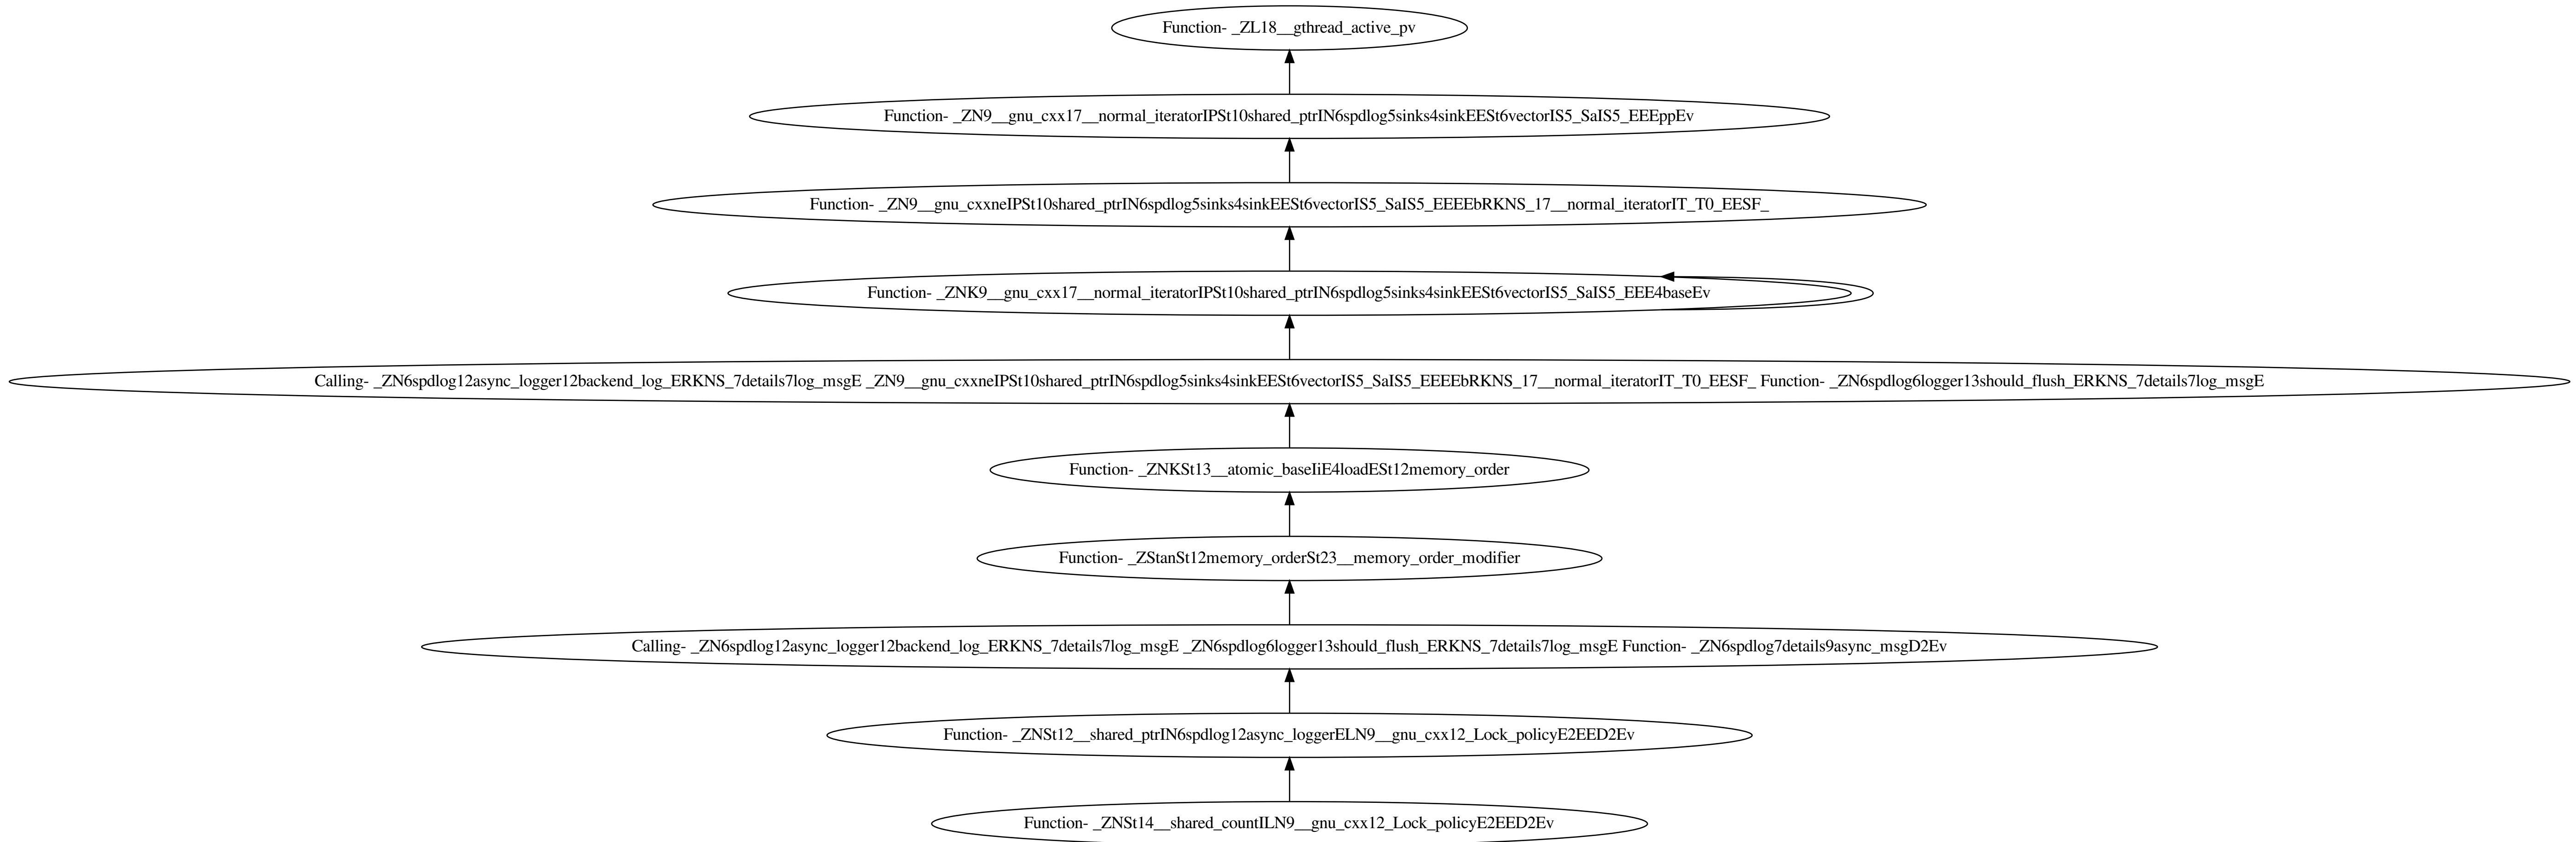 Function- _ZL18__gthread_active_pv
Function- _ZN9__gnu_cxx17__normal_iteratorIPSt10shared_ptrIN6spdlog5sinks4sinkEESt6vectorIS5_SaIS5_EEEppEv
Function- _ZN9__gnu_cxxneIPSt10shared_ptrIN6spdlog5sinks4sinkEESt6vectorIS5_SaIS5_EEEEbRKNS_17__normal_iteratorIT_T0_EESF_
Function- _ZNK9__gnu_cxx17__normal_iteratorIPSt10shared_ptrIN6spdlog5sinks4sinkEESt6vectorIS5_SaIS5_EEE4baseEv
Calling- _ZN6spdlog12async_logger12backend_log_ERKNS_7details7log_msgE _ZN9__gnu_cxxneIPSt10shared_ptrIN6spdlog5sinks4sinkEESt6vectorIS5_SaIS5_EEEEbRKNS_17__normal_iteratorIT_T0_EESF_ Function- _ZN6spdlog6logger13should_flush_ERKNS_7details7log_msgE
Function- _ZNKSt13__atomic_baseIiE4loadESt12memory_order
Function- _ZStanSt12memory_orderSt23__memory_order_modifier
Calling- _ZN6spdlog12async_logger12backend_log_ERKNS_7details7log_msgE _ZN6spdlog6logger13should_flush_ERKNS_7details7log_msgE Function- _ZN6spdlog7details9async_msgD2Ev
Function- _ZNSt12__shared_ptrIN6spdlog12async_loggerELN9__gnu_cxx12_Lock_policyE2EED2Ev
Function- _ZNSt14__shared_countILN9__gnu_cxx12_Lock_policyE2EED2Ev